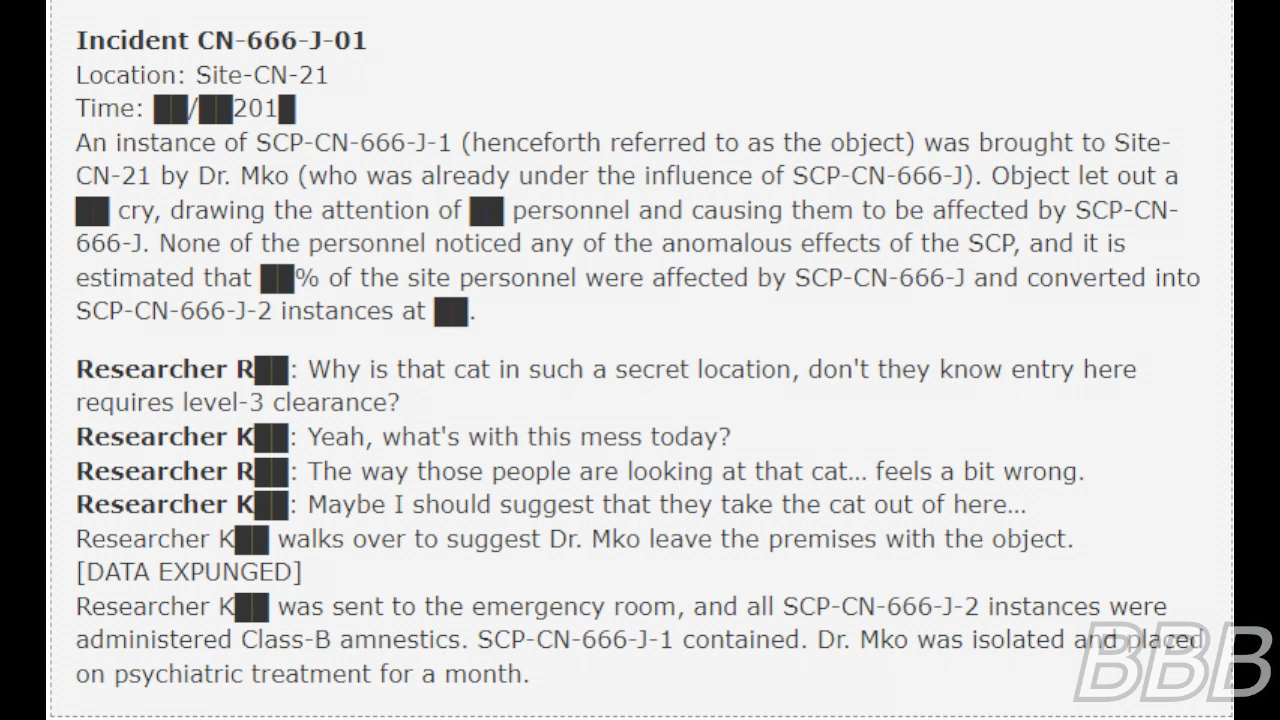 Incident CN-666-J-01
Location: Site-CN-21
Time: ██/██201█
An instance of SCP-CN-666-J-1 (henceforth referred to as the object) was brought to Site-
CN-21 by Dr. Mko (who was already under the influence of SCP-CN-666-J). Object let out a
██ cry, drawing the attention of ██ personnel and causing them to be affected by SCP-CN-
666-J. None of the personnel noticed any of the anomalous effects of the SCP, and it is
estimated that ██% of the site personnel were affected by SCP-CN-666-J and converted into
SCP-CN-666-J-2 instances at ██.
Researcher R██: Why is that cat in such a secret location, don't they know entry here
requires level-3 clearance?
Researcher K██: Yeah, what's with this mess today?
Researcher R██: The way those people are looking at that cat... feels a bit wrong.
Researcher K██: Maybe I should suggest that they take the cat out of here...
Researcher K██ walks over to suggest Dr. Mko leave the premises with the object.
[DATA EXPUNGED]
Researcher K██ was sent to the emergency room, and all SCP-CN-666-J-2 instances were
administered Class-B amnestics. SCP-CN-666-J-1 contained. Dr. Mko was isolated and placed
on psychiatric treatment for a month.
BBB